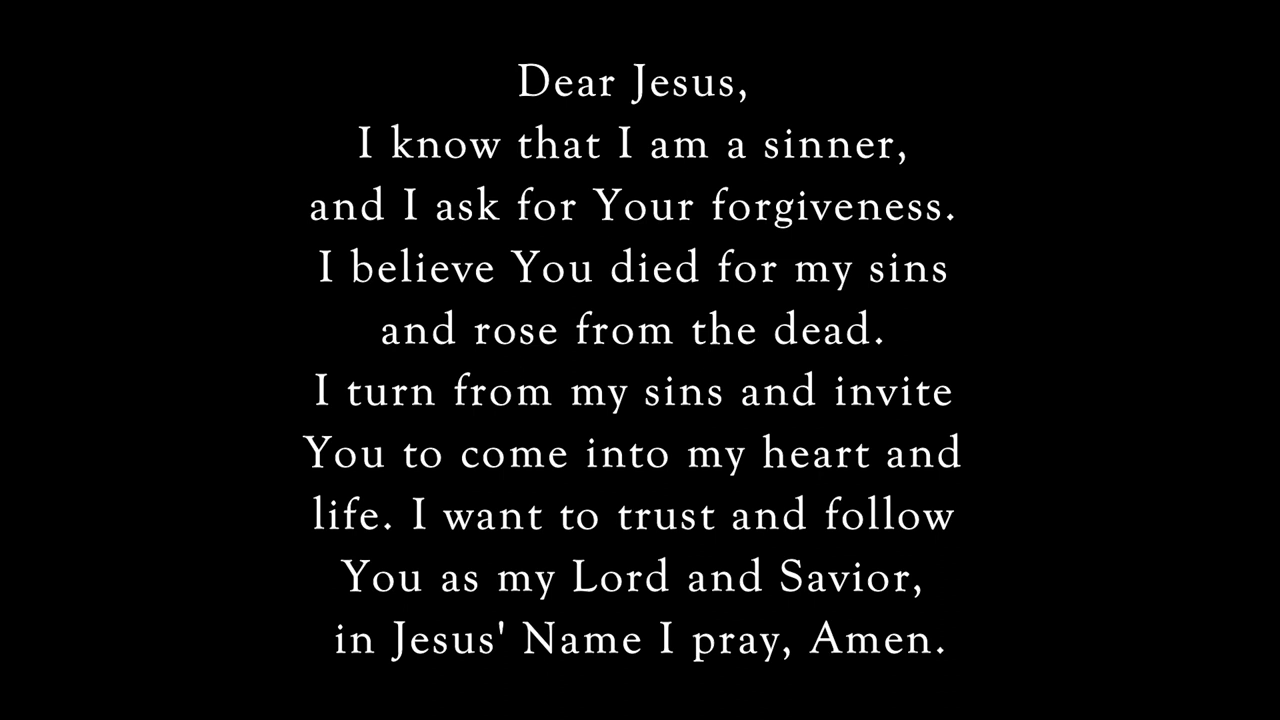 Dear Jesus,
I know that I am a sinner,
and I ask for Your forgiveness.
I believe You died for my sins
and rose from the dead.
I turn from my sins and invite
You to come into my heart and
life. I want to trust and follow
You as my Lord and Savior,
in Jesus' Name I pray, Amen.